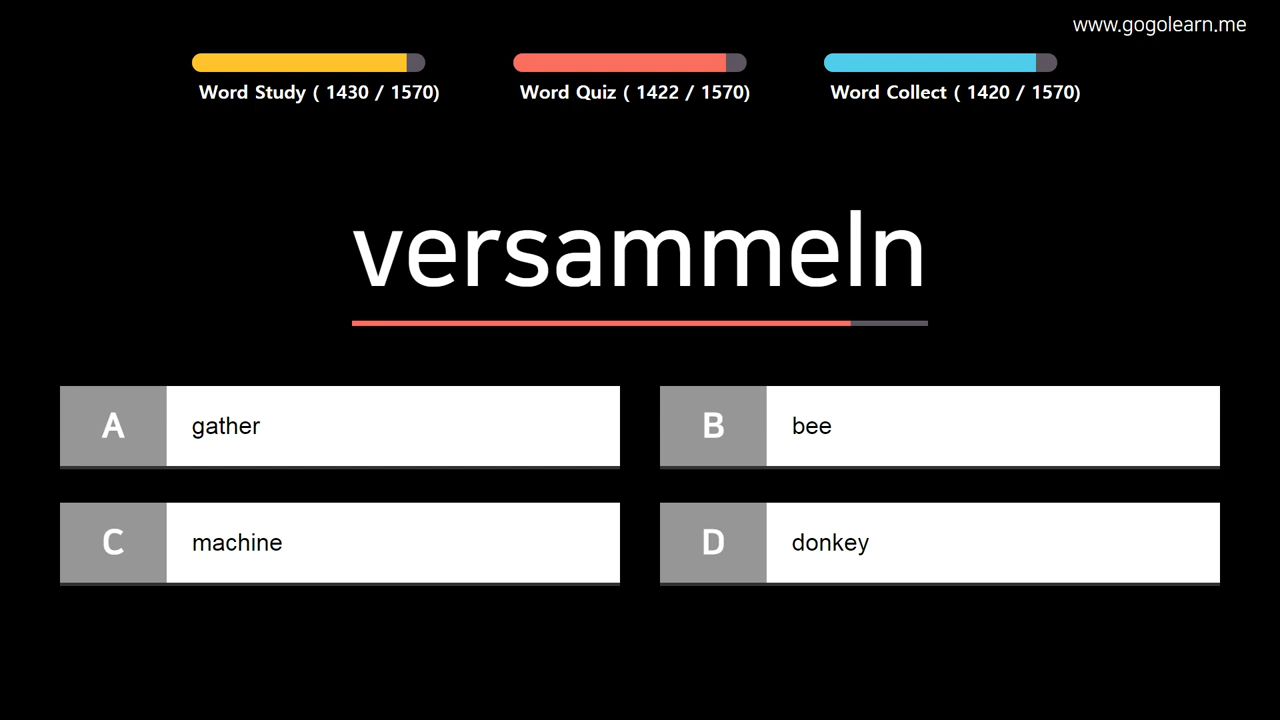 www.gogolearn.me
Word Study ( 1430 / 1570)
Word Quiz ( 1422 / 1570)
Word Collect ( 1420 / 1570)
versammeln
A gather
B bee
C machine
D donkey